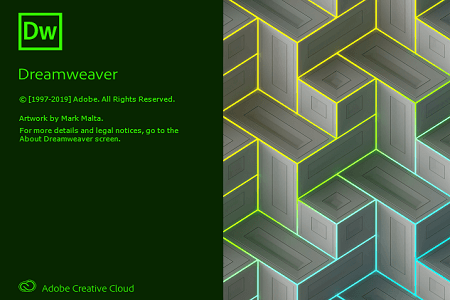 Dw
Dreamweaver
© [1997-2019] Adobe. All Rights Reserved.
Artwork by Mark Malta.
For more details and legal notices, go to the
About Dreamweaver screen.
Adobe Creative Cloud